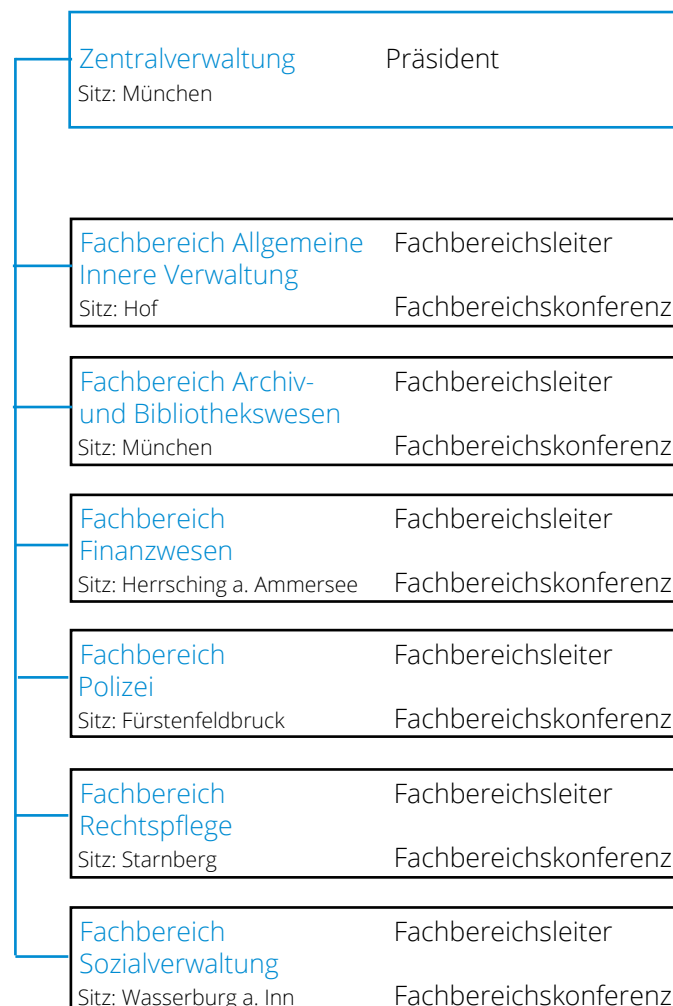 Zentralverwaltung Präsident
Sitz: München
Fachbereich Allgemeine Fachbereichsleiter
Innere Verwaltung
Sitz: Hof Fachbereichskonferenz
Fachbereich Archiv- Fachbereichsleiter
und Bibliothekswesen
Sitz: München Fachbereichskonferenz
Fachbereich Fachbereichsleiter
Finanzwesen
Sitz: Herrsching a. Ammersee Fachbereichskonferenz
Fachbereich Fachbereichsleiter
Polizei
Sitz: Fürstenfeldbruck Fachbereichskonferenz
Fachbereich Fachbereichsleiter
Rechtspflege
Sitz: Starnberg Fachbereichskonferenz
Fachbereich Fachbereichsleiter
Sozialverwaltung
Sitz: Wasserburg a. Inn Fachbereichskonferenz